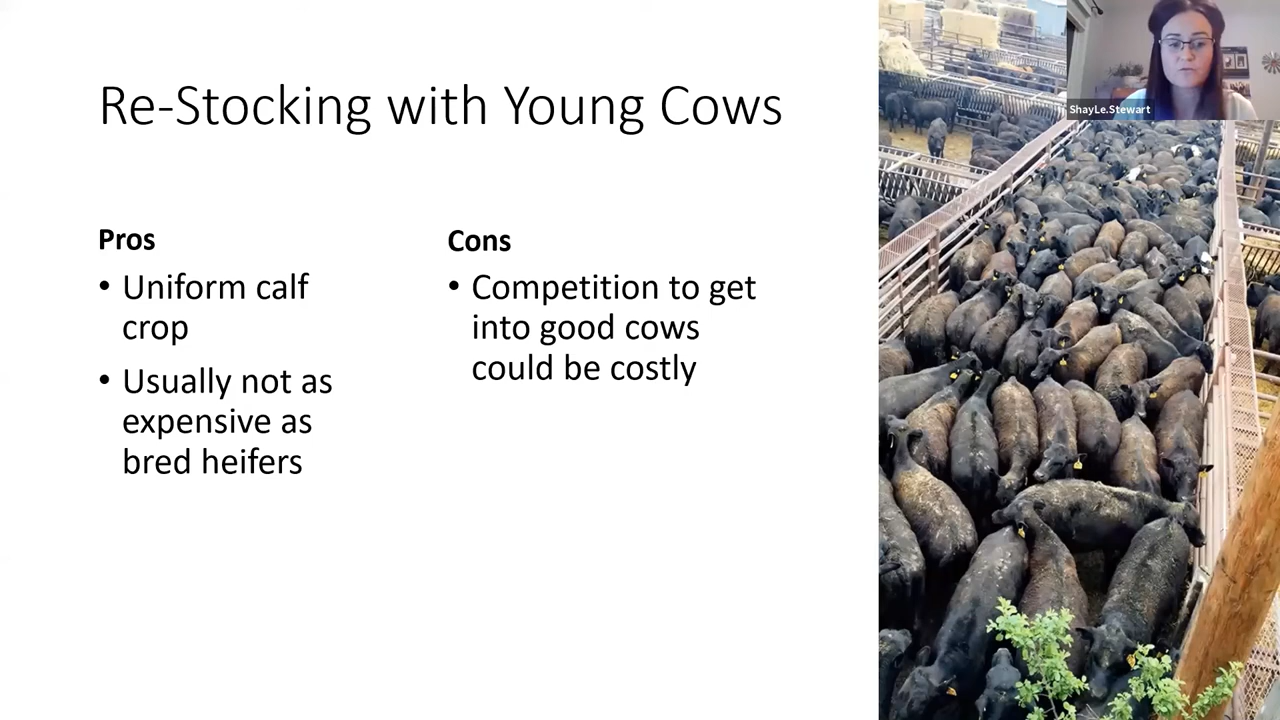 Re-Stocking with Young Cows
ShayLe.Stewart
Pros
• Uniform calf
crop
• Usually not as
expensive as
bred heifers
Cons
• Competition to get
into good cows
could be costly